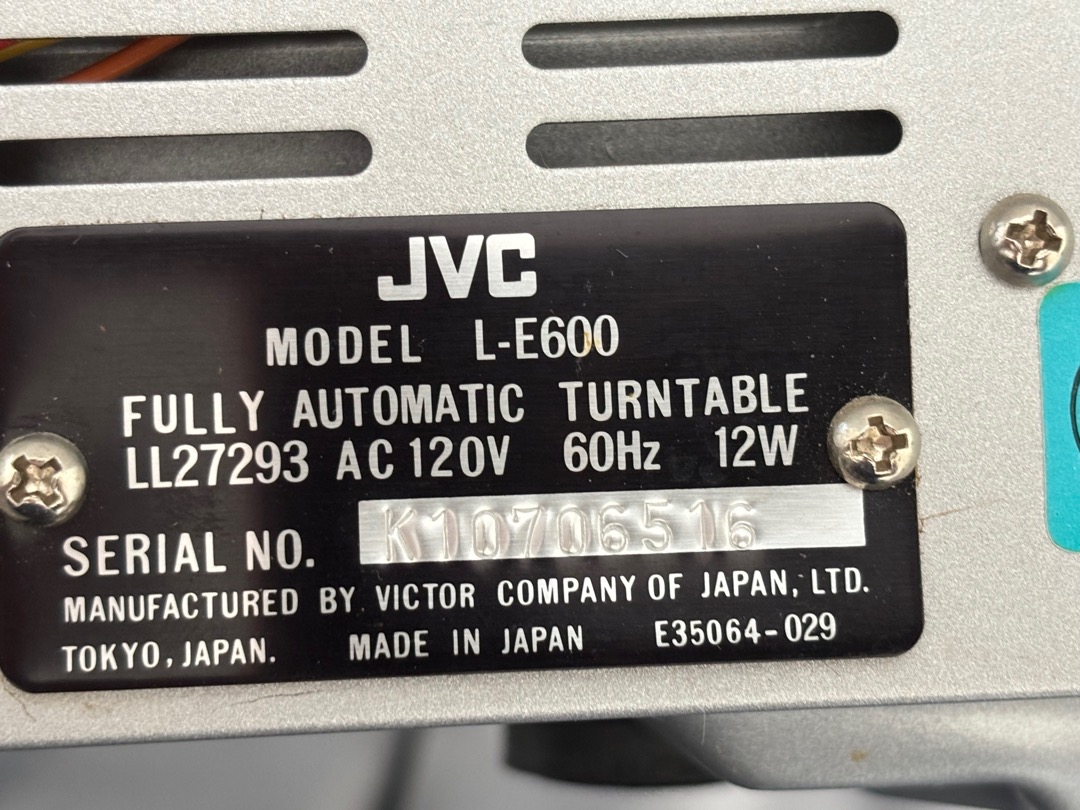 JVC
MODEL L-E600
FULLY AUTOMATIC TURNTABLE
LL27293 AC 120V 60Hz 12W
SERIAL NO. K10706516
MANUFACTURED BY VICTOR COMPANY OF JAPAN, LTD.
TOKYO, JAPAN. MADE IN JAPAN E35064-029